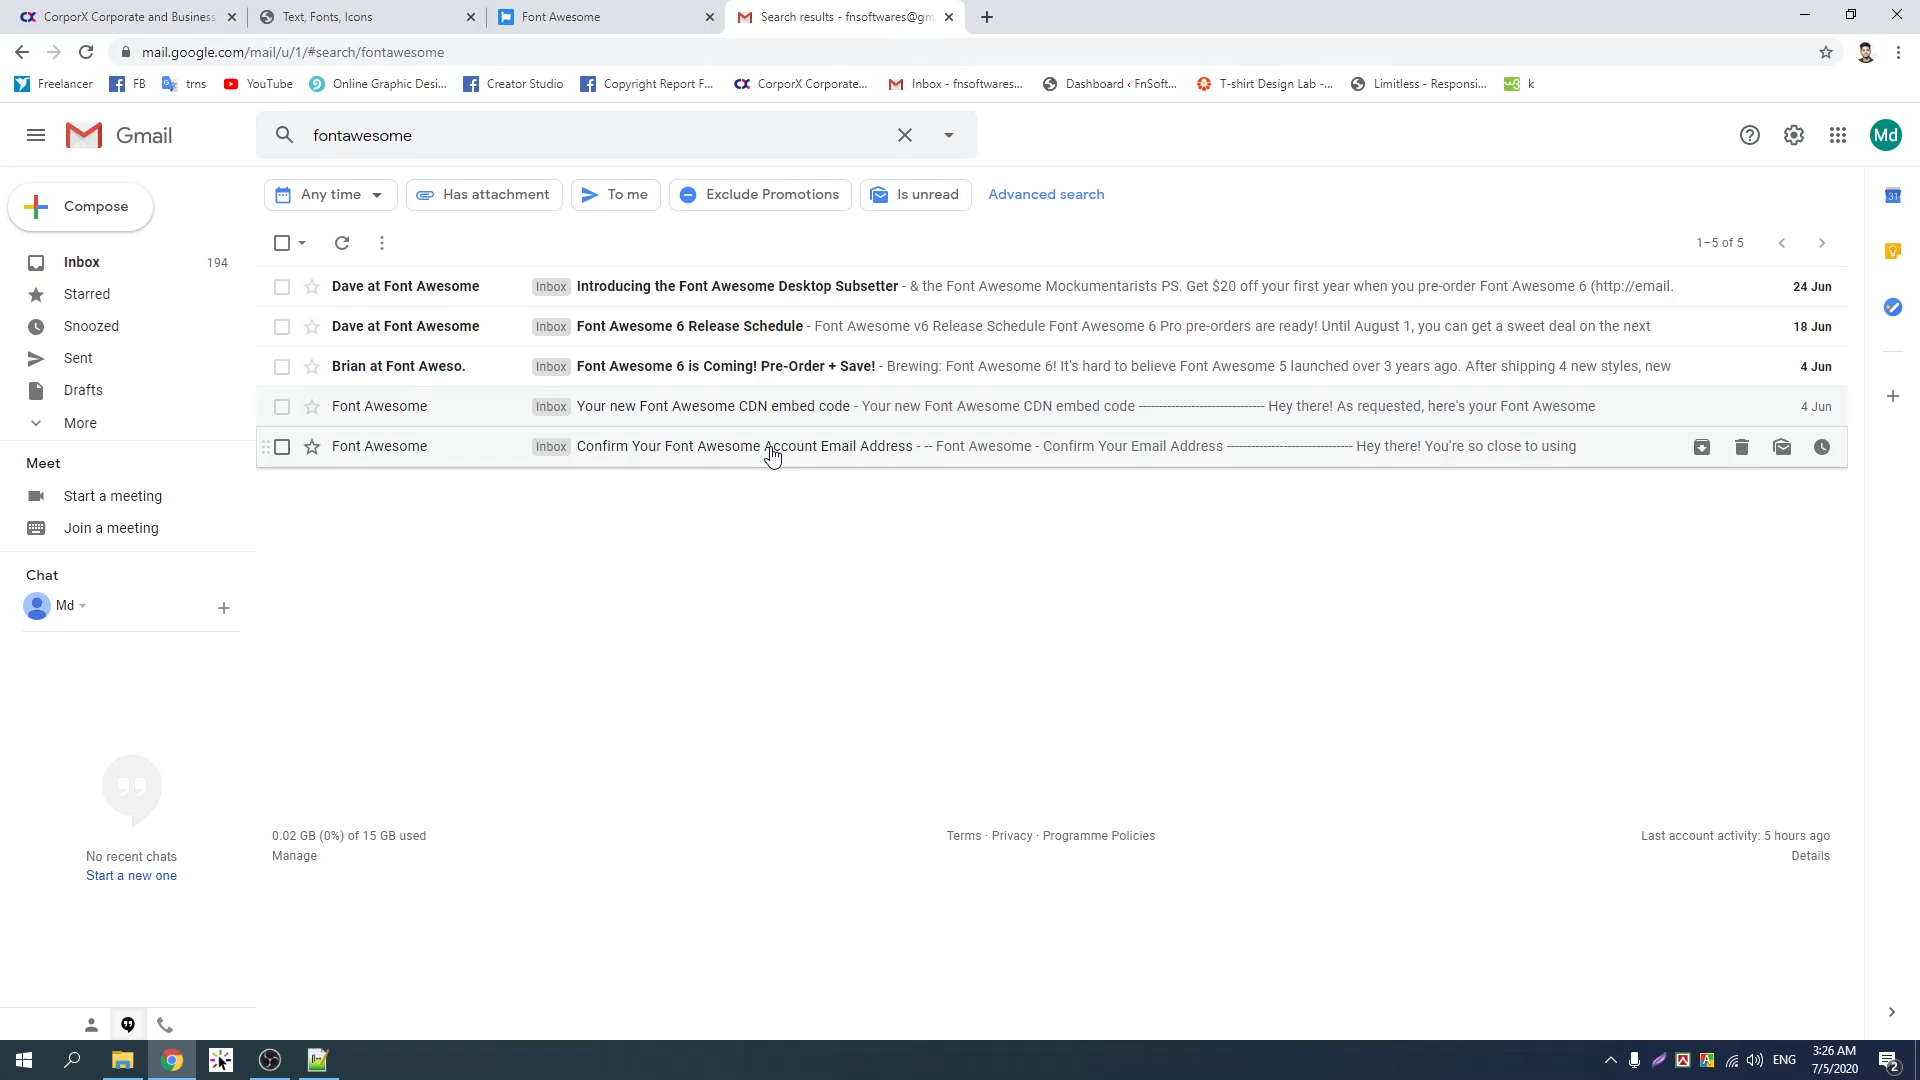 CorporX Corporate and Business
Text, Fonts, Icons
Font Awesome
Search results - fnsoftwares@gm
mail.google.com/mail/u/1/#search/fontawesome
Freelancer
FB
trns
YouTube
Online Graphic Desi...
Creator Studio
Copyright Report F...
CorporX Corporate...
Inbox - fnsoftwares...
Dashboard ‹ FnSoft...
T-shirt Design Lab -...
Limitless - Responsi...
k
Gmail
fontawesome
Md
Any time
Has attachment
To me
Exclude Promotions
Is unread
Advanced search
Compose
1–5 of 5
Inbox 194
Starred
Snoozed
Sent
Drafts
More
Dave at Font Awesome Inbox Introducing the Font Awesome Desktop Subsetter - & the Font Awesome Mockumentarists PS. Get $20 off your first year when you pre-order Font Awesome 6 (http://email. 24 Jun
Dave at Font Awesome Inbox Font Awesome 6 Release Schedule - Font Awesome v6 Release Schedule Font Awesome 6 Pro pre-orders are ready! Until August 1, you can get a sweet deal on the next 18 Jun
Brian at Font Aweso. Inbox Font Awesome 6 is Coming! Pre-Order + Save! - Brewing: Font Awesome 6! It's hard to believe Font Awesome 5 launched over 3 years ago. After shipping 4 new styles, new 4 Jun
Font Awesome Inbox Your new Font Awesome CDN embed code - Your new Font Awesome CDN embed code ------------------------------ Hey there! As requested, here's your Font Awesome 4 Jun
Font Awesome Inbox Confirm Your Font Awesome Account Email Address - -- Font Awesome - Confirm Your Email Address ------------------------------ Hey there! You're so close to using
Meet
Start a meeting
Join a meeting
Chat
Md
No recent chats
Start a new one
0.02 GB (0%) of 15 GB used
Manage
Terms · Privacy · Programme Policies
Last account activity: 5 hours ago
Details
31
ENG
3:26 AM
7/5/2020
2